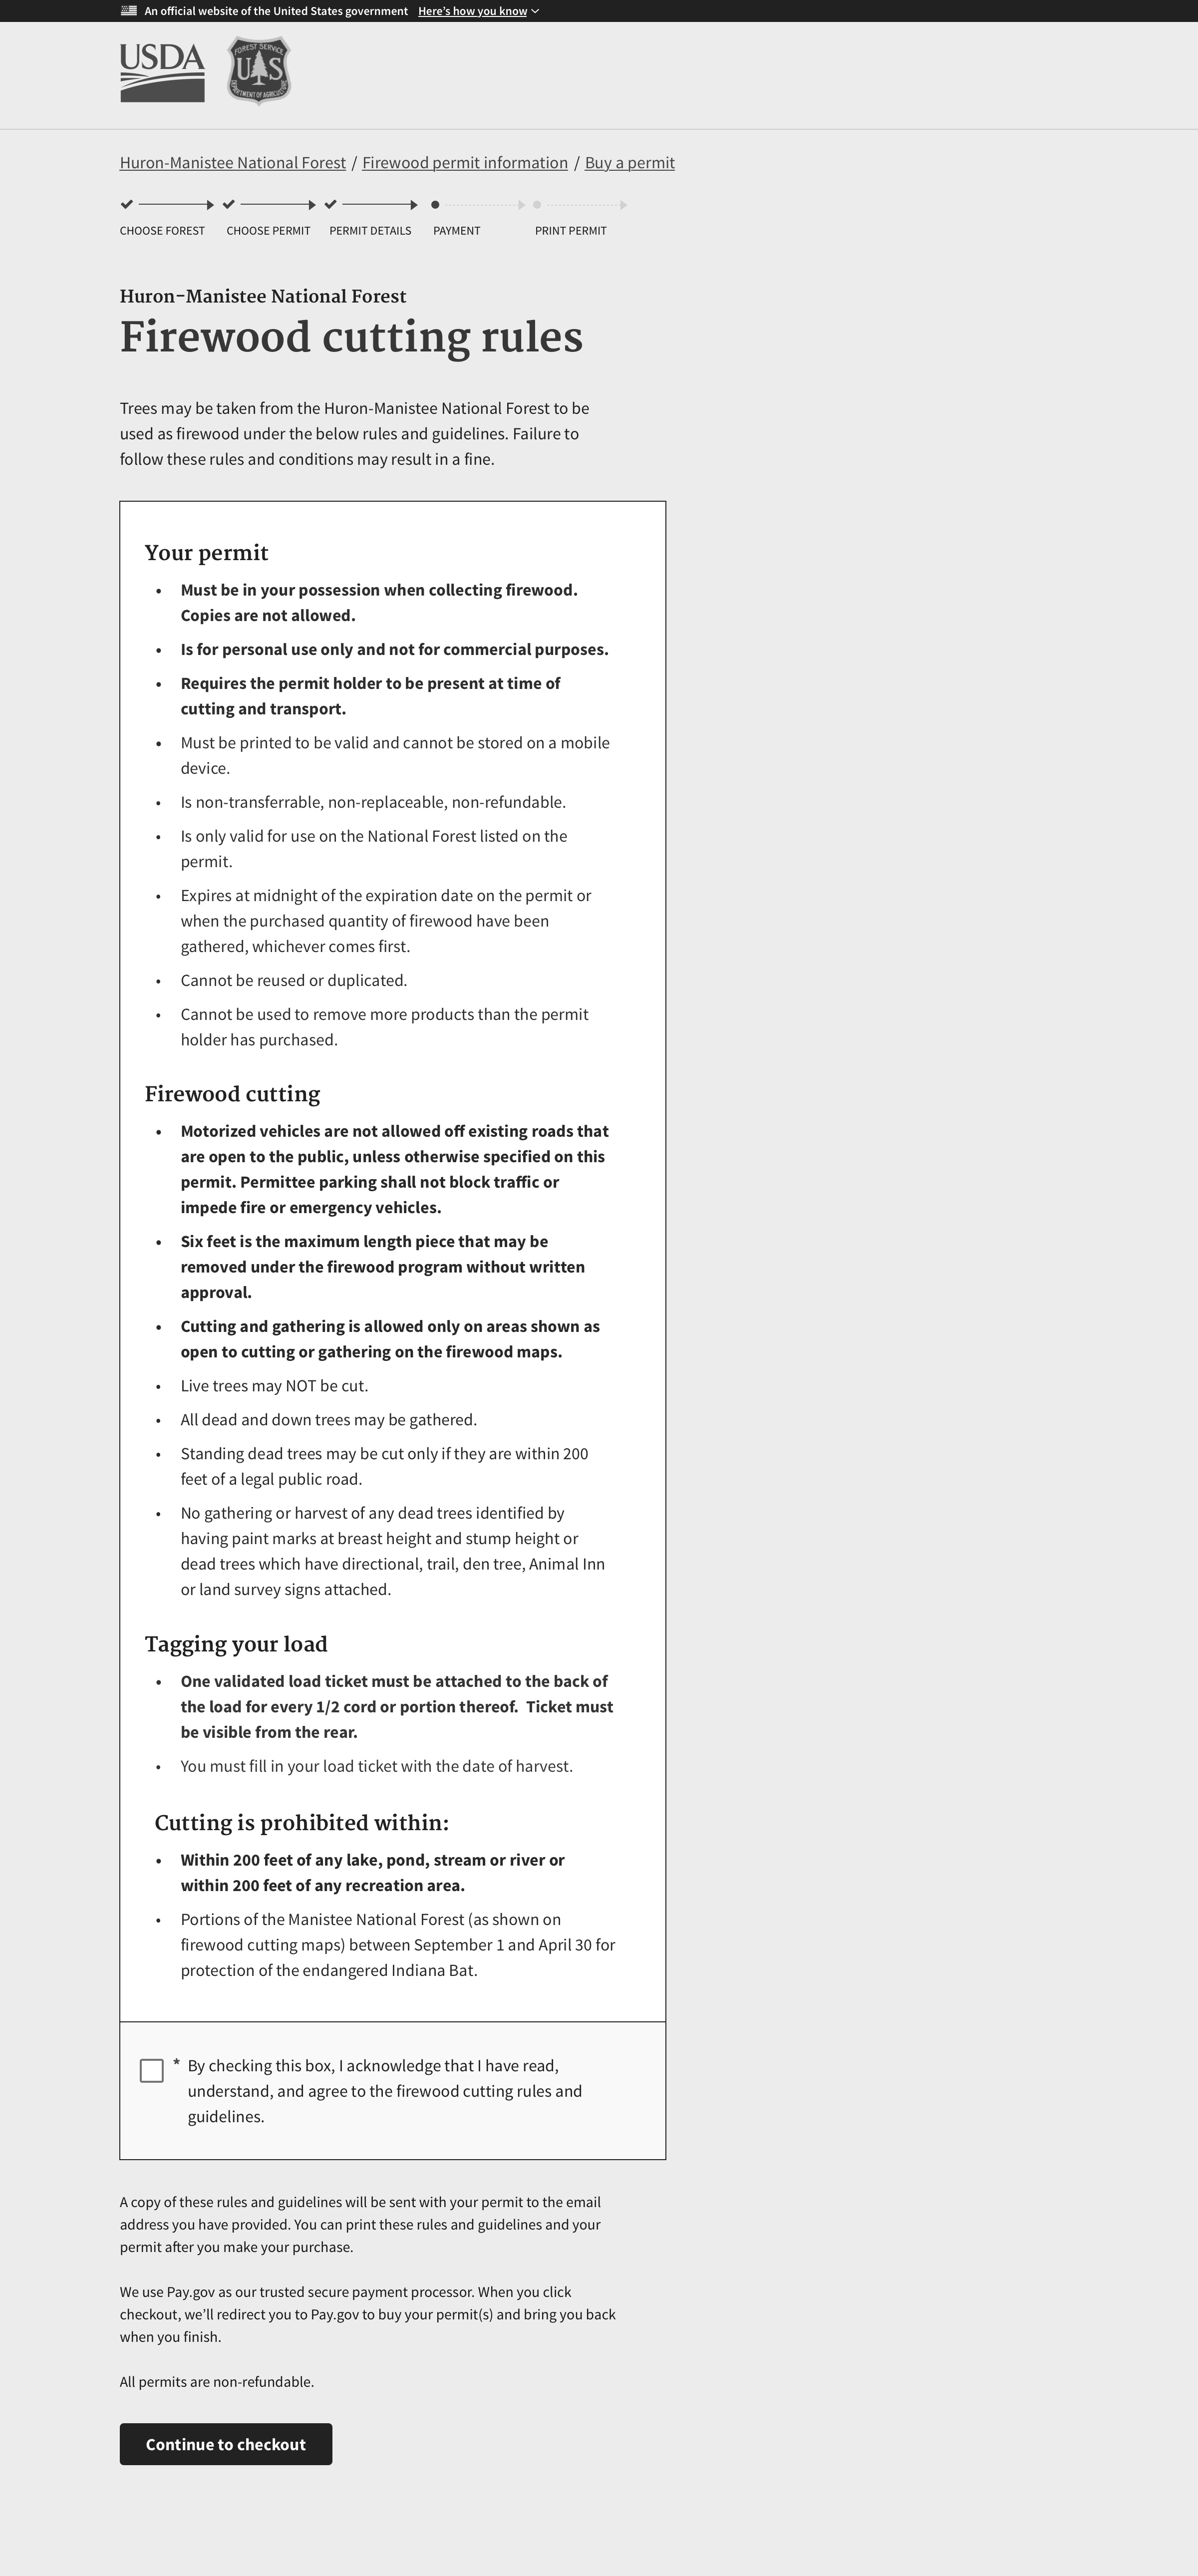 An official website of the United States government Here's how you know
USDA
FOREST SERVICE
UAS
DEPARTMENT OF AGRICULTURE
Huron-Manistee National Forest / Firewood permit information / Buy a permit
CHOOSE FOREST CHOOSE PERMIT PERMIT DETAILS PAYMENT PRINT PERMIT
Huron-Manistee National Forest
Firewood cutting rules
Trees may be taken from the Huron-Manistee National Forest to be
used as firewood under the below rules and guidelines. Failure to
follow these rules and conditions may result in a fine.
Your permit
• Must be in your possession when collecting firewood.
Copies are not allowed.
• Is for personal use only and not for commercial purposes.
• Requires the permit holder to be present at time of
cutting and transport.
• Must be printed to be valid and cannot be stored on a mobile
device.
• Is non-transferrable, non-replaceable, non-refundable.
• Is only valid for use on the National Forest listed on the
permit.
• Expires at midnight of the expiration date on the permit or
when the purchased quantity of firewood have been
gathered, whichever comes first.
• Cannot be reused or duplicated.
• Cannot be used to remove more products than the permit
holder has purchased.
Firewood cutting
• Motorized vehicles are not allowed off existing roads that
are open to the public, unless otherwise specified on this
permit. Permittee parking shall not block traffic or
impede fire or emergency vehicles.
• Six feet is the maximum length piece that may be
removed under the firewood program without written
approval.
• Cutting and gathering is allowed only on areas shown as
open to cutting or gathering on the firewood maps.
• Live trees may NOT be cut.
• All dead and down trees may be gathered.
• Standing dead trees may be cut only if they are within 200
feet of a legal public road.
• No gathering or harvest of any dead trees identified by
having paint marks at breast height and stump height or
dead trees which have directional, trail, den tree, Animal Inn
or land survey signs attached.
Tagging your load
• One validated load ticket must be attached to the back of
the load for every 1/2 cord or portion thereof.  Ticket must
be visible from the rear.
• You must fill in your load ticket with the date of harvest.
Cutting is prohibited within:
• Within 200 feet of any lake, pond, stream or river or
within 200 feet of any recreation area.
• Portions of the Manistee National Forest (as shown on
firewood cutting maps) between September 1 and April 30 for
protection of the endangered Indiana Bat.
* By checking this box, I acknowledge that I have read,
understand, and agree to the firewood cutting rules and
guidelines.
A copy of these rules and guidelines will be sent with your permit to the email
address you have provided. You can print these rules and guidelines and your
permit after you make your purchase.
We use Pay.gov as our trusted secure payment processor. When you click
checkout, we'll redirect you to Pay.gov to buy your permit(s) and bring you back
when you finish.
All permits are non-refundable.
Continue to checkout